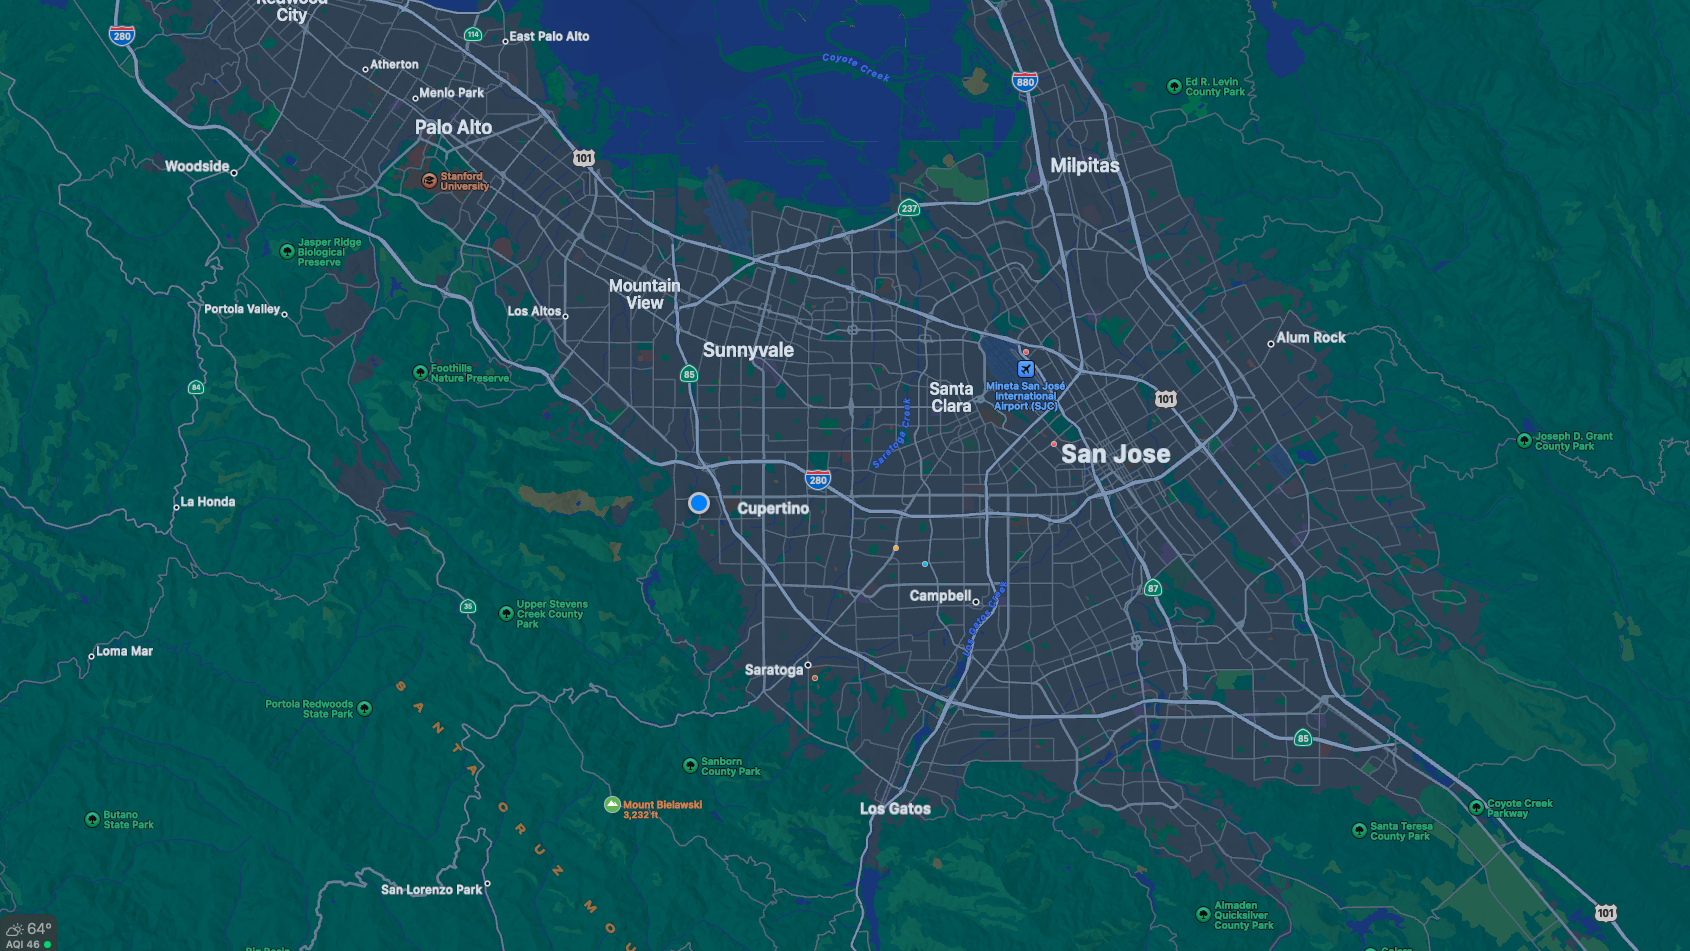 Redwood
City
280
114
East Palo Alto
Atherton
Menlo Park
Palo Alto
Coyote Creek
880
Ed R. Levin
County Park
101
Milpitas
Woodside
Stanford
University
237
Jasper Ridge
Biological
Preserve
Mountain
View
Portola Valley
Los Altos
Alum Rock
Sunnyvale
Foothills
Nature Preserve
85
84
Santa
Clara
Mineta San José
International
Airport (SJC)
101
Saratoga Creek
San Jose
Joseph D. Grant
County Park
280
La Honda
Cupertino
87
Campbell
Los Gatos Creek
35
Upper Stevens
Creek County
Park
Loma Mar
Saratoga
Portola Redwoods
State Park
SANTA CRUZ MOU
85
Sanborn
County Park
Mount Bielawski
3,232 ft
Los Gatos
Butano
State Park
Santa Teresa
County Park
Coyote Creek
Parkway
San Lorenzo Park
Almaden
Quicksilver
County Park
101
64°
AQI 46